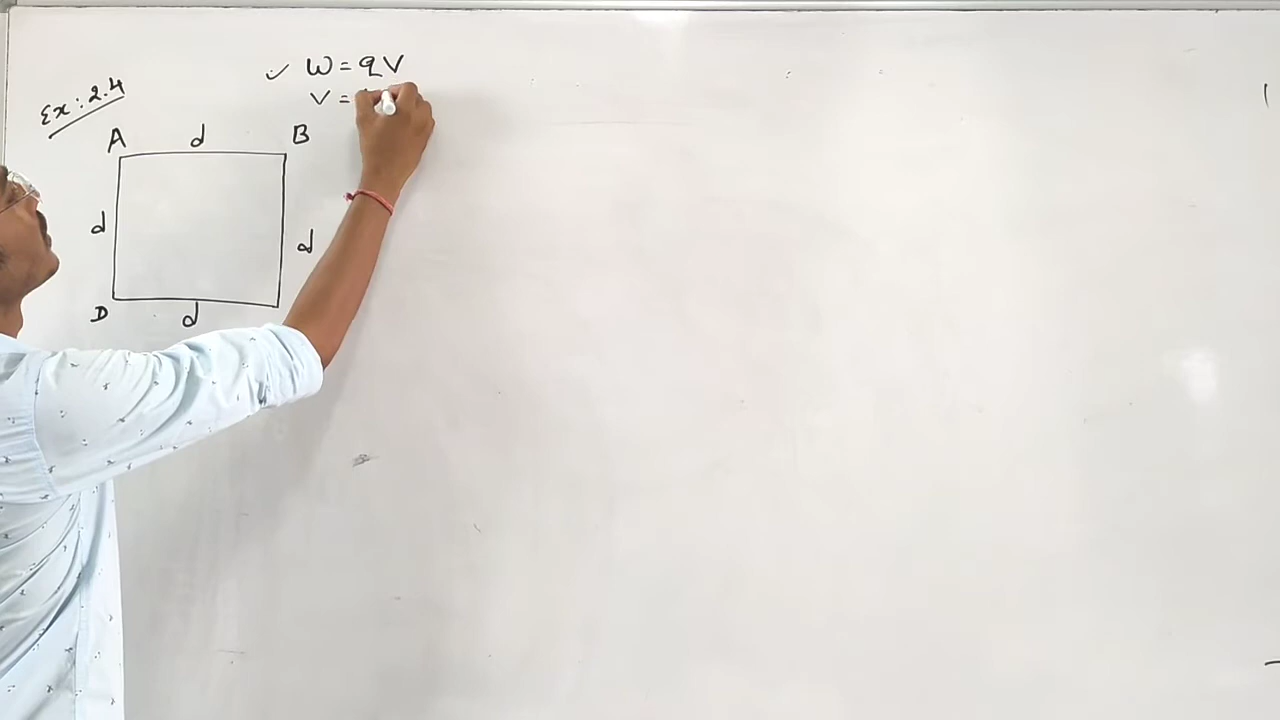 Ex: 2.4
W = qV
V =
A d B
d d
D d